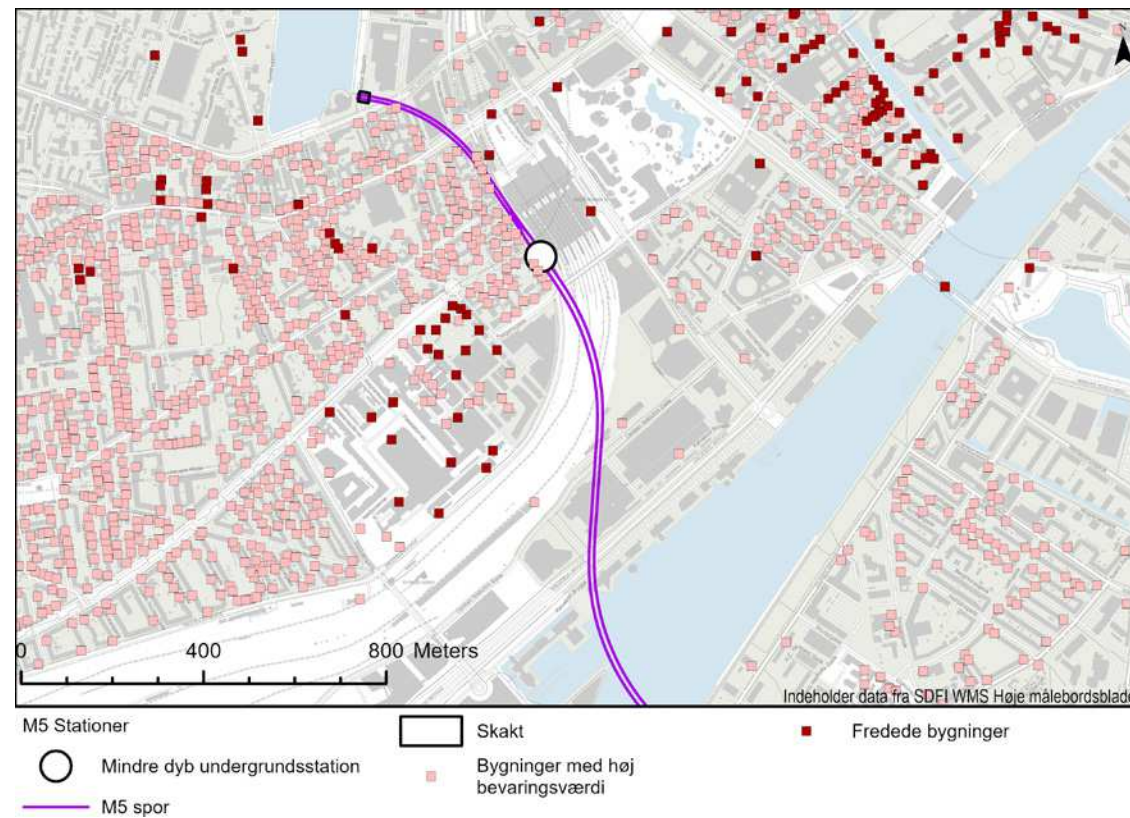 0 400 800 Meters
Indeholder data fra SDFI WMS Høje målebordsblade
M5 Stationer
Mindre dyb undergrundsstation
M5 spor
Skakt
Bygninger med høj
bevaringsværdi
Fredede bygninger